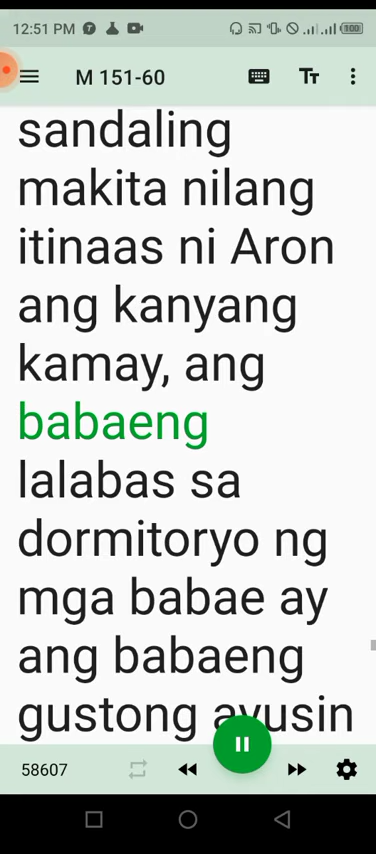 12:51 PM
M 151-60
sandaling
makita nilang
itinaas ni Aron
ang kanyang
kamay, ang
babaeng
lalabas sa
dormitoryo ng
mga babae ay
ang babaeng
gustong ayusin
58607